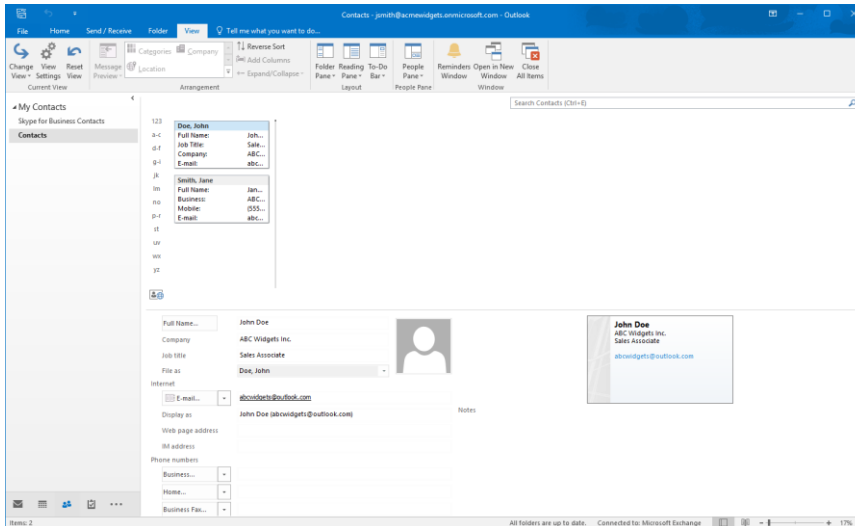 Contacts - jsmith@acmewidgets.onmicrosoft.com - Outlook
File Home Send / Receive Folder View Tell me what you want to do...
Change View View Settings Reset View
Current View
Message Preview
Categories Company
Location
Reverse Sort
Add Columns
Expand/Collapse
Arrangement
Folder Pane Reading Pane To-Do Bar
Layout
People Pane
People Pane
Reminders Window Open in New Window Close All Items
Window
My Contacts
Skype for Business Contacts
Contacts
Search Contacts (Ctrl+E)
123
a-c
d-f
g-i
jk
lm
no
p-r
st
uv
wx
yz
Doe, John
Full Name: Joh...
Job Title: Sale...
Company: ABC...
E-mail: abc...
Smith, Jane
Full Name: Jan...
Business: ABC...
Mobile: (555...
E-mail: abc...
Full Name... John Doe
Company ABC Widgets Inc.
Job title Sales Associate
File as Doe, John
Internet
E-mail... abcwidgets@outlook.com
Display as John Doe (abcwidgets@outlook.com)
Web page address
IM address
Phone numbers
Business...
Home...
Business Fax...
Notes
John Doe
ABC Widgets Inc.
Sales Associate
abcwidgets@outlook.com
Items: 2
All folders are up to date. Connected to: Microsoft Exchange
17%